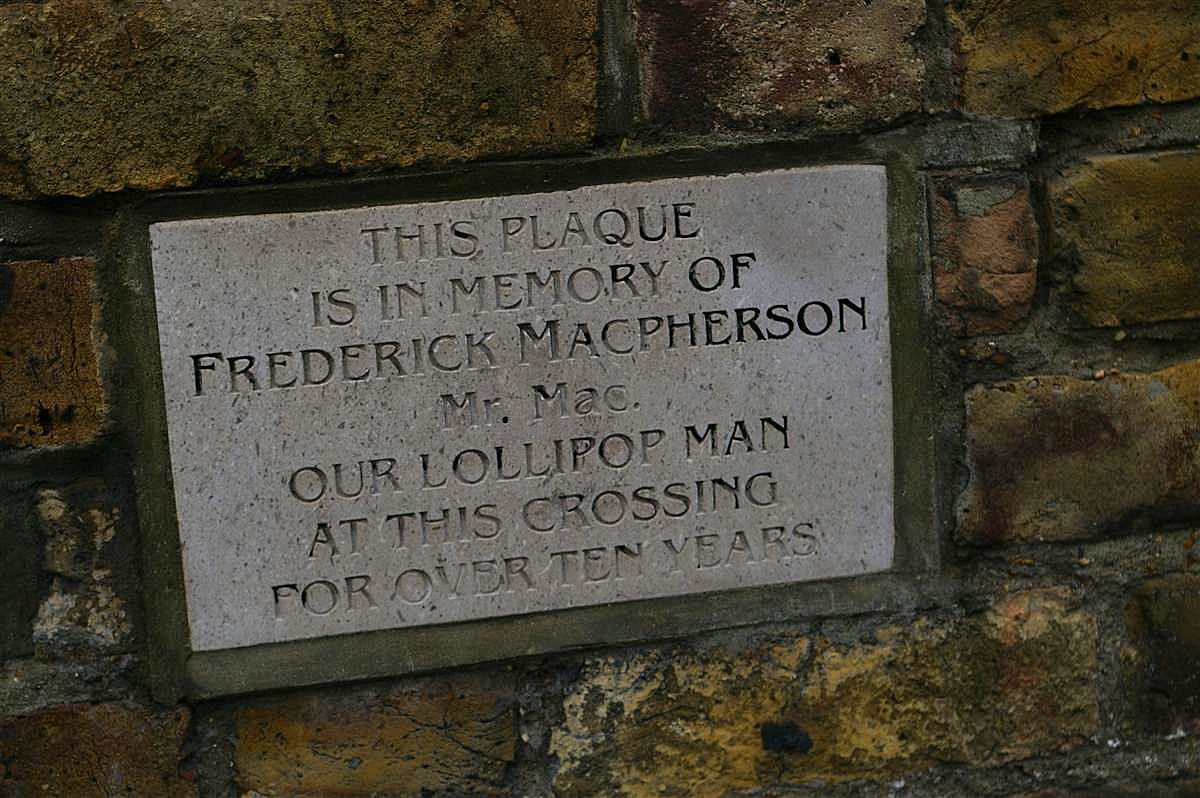 THIS PLAQUE
IS IN MEMORY OF
FREDERICK MACPHERSON
Mr. Mac.
OUR LOLLIPOP MAN
AT THIS CROSSING
FOR OVER TEN YEARS